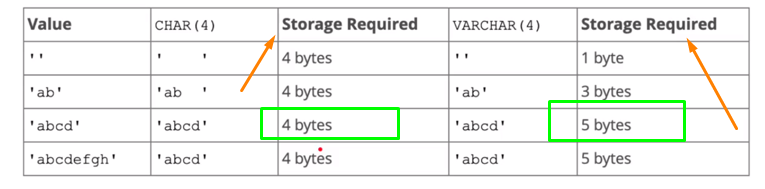 Value CHAR(4) Storage Required VARCHAR(4) Storage Required
'' '    ' 4 bytes '' 1 byte
'ab' 'ab  ' 4 bytes 'ab' 3 bytes
'abcd' 'abcd' 4 bytes 'abcd' 5 bytes
'abcdefgh' 'abcd' 4 bytes 'abcd' 5 bytes